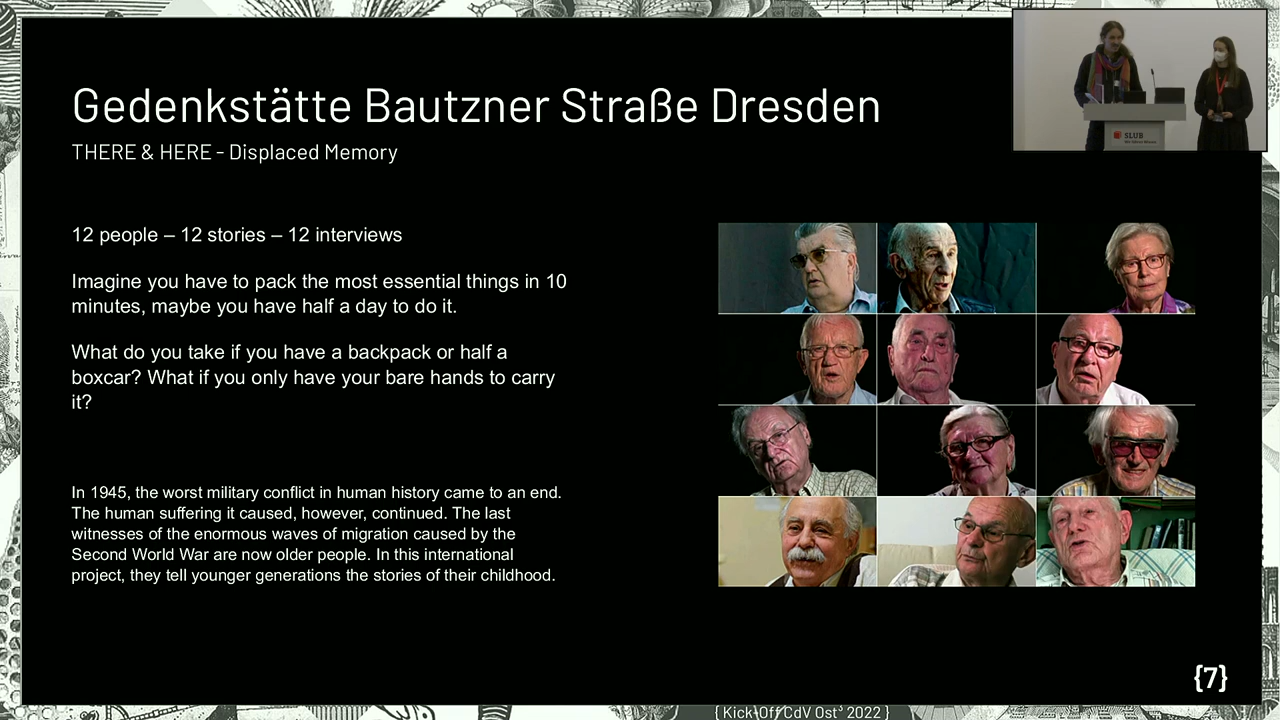 Gedenkstätte Bautzner Straße Dresden
THERE & HERE - Displaced Memory
SLUB
12 people – 12 stories – 12 interviews
Imagine you have to pack the most essential things in 10
minutes, maybe you have half a day to do it.
What do you take if you have a backpack or half a
boxcar? What if you only have your bare hands to carry
it?
In 1945, the worst military conflict in human history came to an end.
The human suffering it caused, however, continued. The last
witnesses of the enormous waves of migration caused by the
Second World War are now older people. In this international
project, they tell younger generations the stories of their childhood.
{7}
{ Kick-Off CdV Ost³ 2022 }